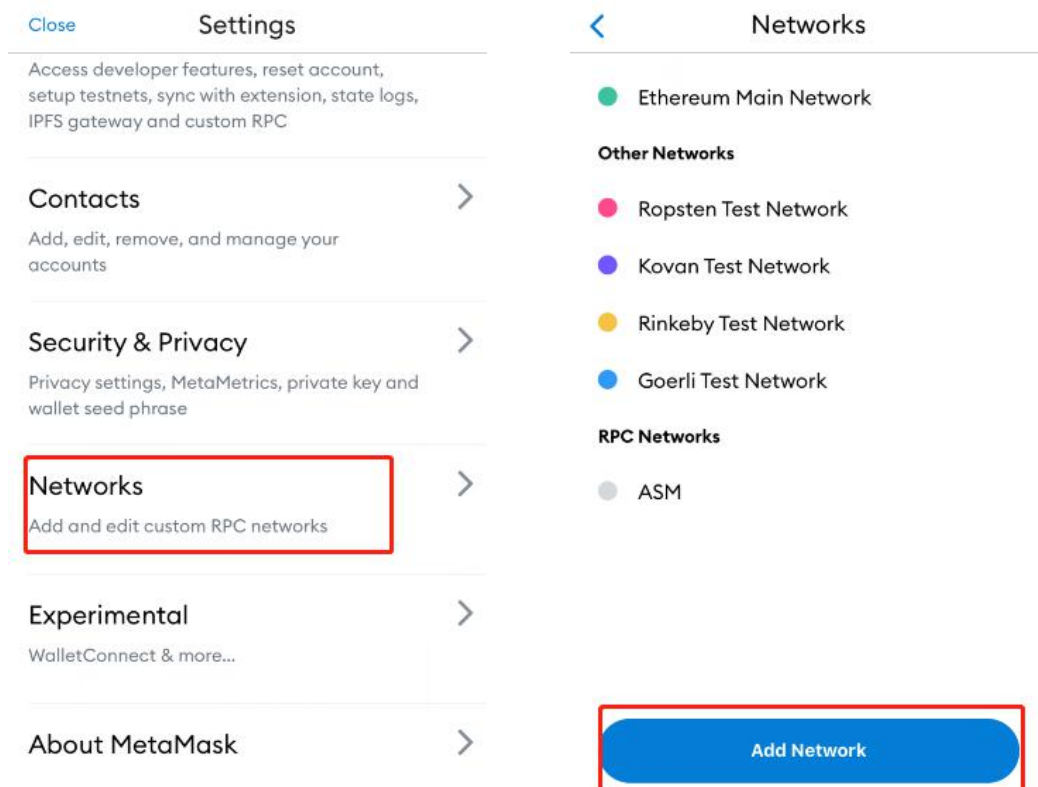 Close
Settings
Access developer features, reset account,
setup testnets, sync with extension, state logs,
IPFS gateway and custom RPC
Contacts
Add, edit, remove, and manage your
accounts
Security & Privacy
Privacy settings, MetaMetrics, private key and
wallet seed phrase
Networks
Add and edit custom RPC networks
Experimental
WalletConnect & more...
About MetaMask
Networks
Ethereum Main Network
Other Networks
Ropsten Test Network
Kovan Test Network
Rinkeby Test Network
Goerli Test Network
RPC Networks
ASM
Add Network